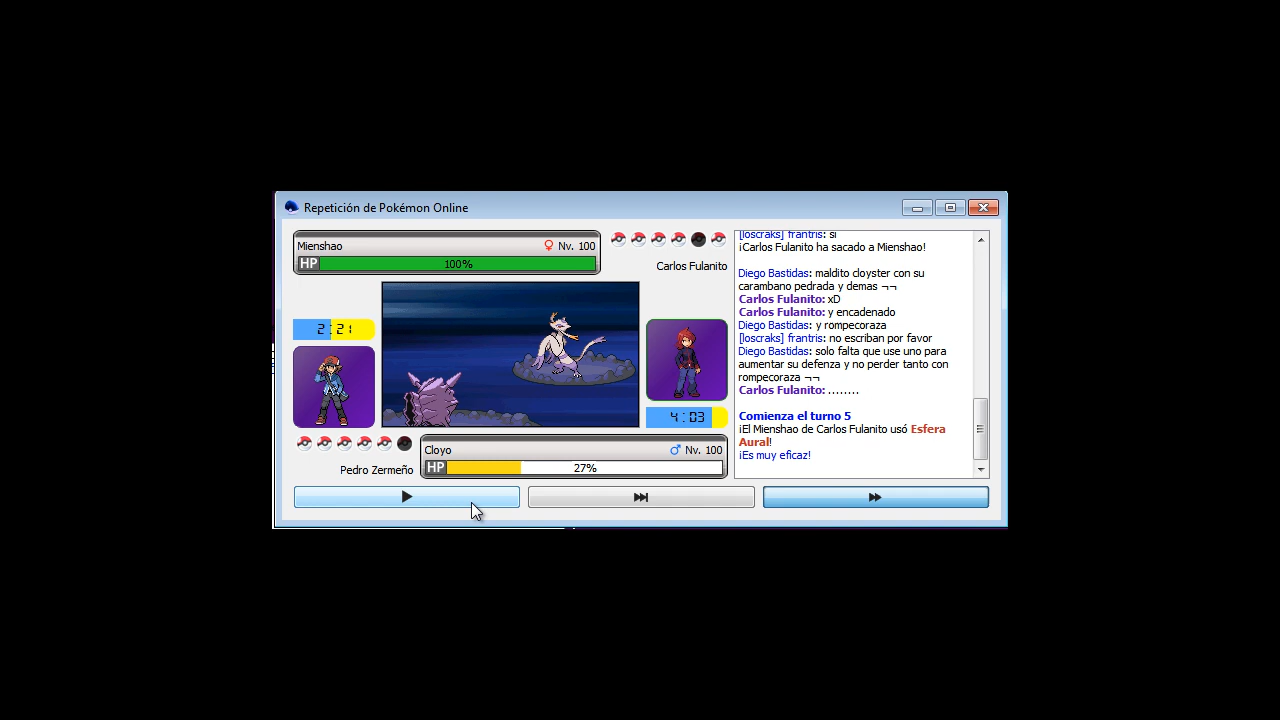 Repetición de Pokémon Online
Mienshao ♀ Nv. 100
HP 100%
Carlos Fulanito
2:21
4:03
Cloyo ♂ Nv. 100
HP 27%
Pedro Zermeño
[loscraks] frantris: si
¡Carlos Fulanito ha sacado a Mienshao!
Diego Bastidas: maldito cloyster con su
carambano pedrada y demas ¬¬
Carlos Fulanito: xD
Carlos Fulanito: y encadenado
Diego Bastidas: y rompecoraza
[loscraks] frantris: no escriban por favor
Diego Bastidas: solo falta que use uno para
aumentar su defenza y no perder tanto con
rompecoraza ¬¬
Carlos Fulanito: ........
Comienza el turno 5
¡El Mienshao de Carlos Fulanito usó Esfera
Aural!
¡Es muy eficaz!